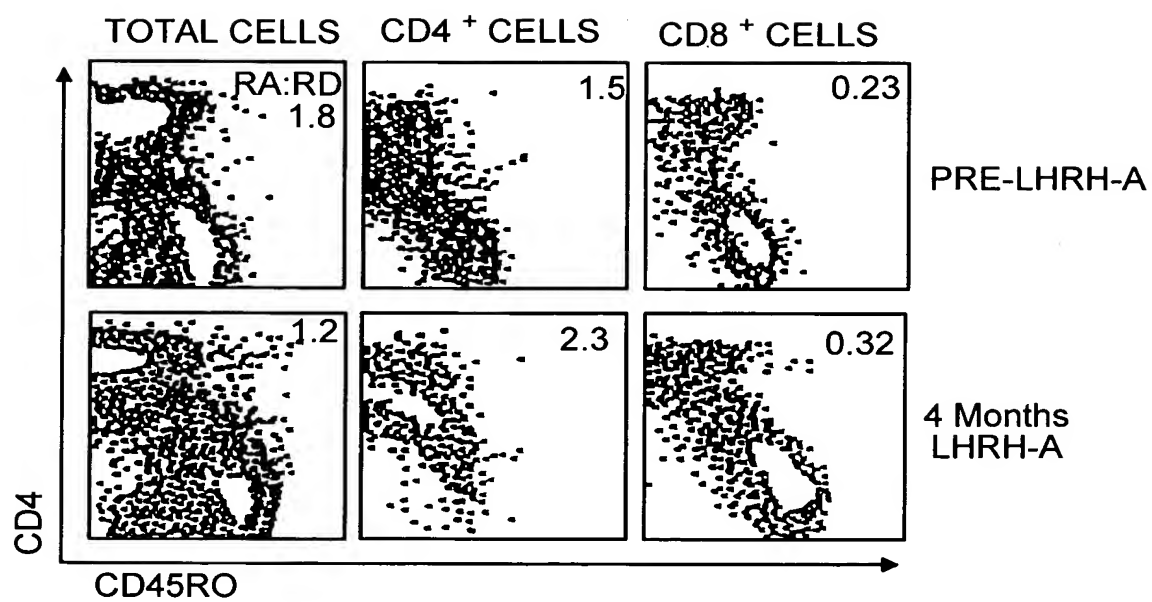 TOTAL CELLS
CD4 + CELLS
CD8 + CELLS
RA:RD
1.8
1.5
0.23
PRE-LHRH-A
1.2
2.3
0.32
4 Months
LHRH-A
CD4
CD45RO